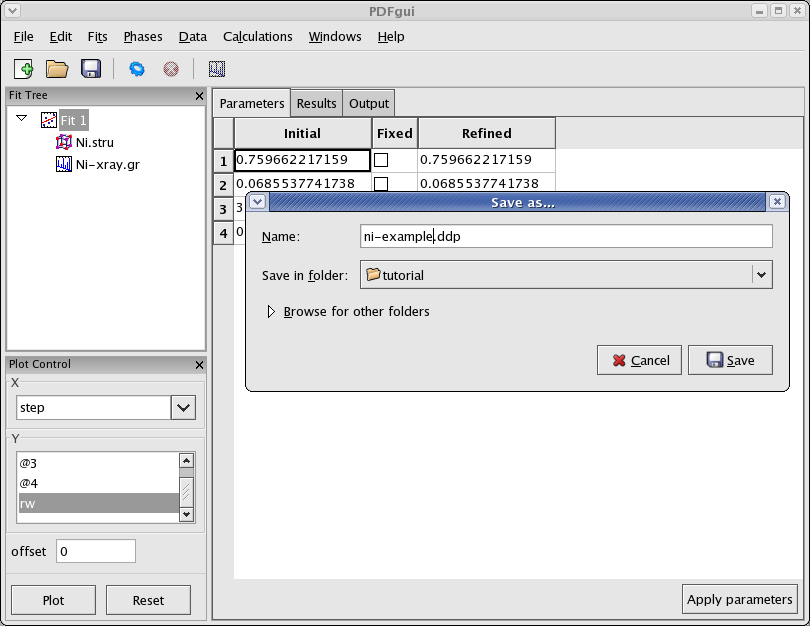 PDFgui
File Edit Fits Phases Data Calculations Windows Help
Fit Tree
Fit 1
Ni.stru
Ni-xray.gr
Parameters Results Output
Initial Fixed Refined
1 0.759662217159 0.759662217159
2 0.0685537741738 0.0685537741738
3 3
4 0
Save as...
Name: ni-example.ddp
Save in folder: tutorial
Browse for other folders
Cancel Save
Plot Control
X
step
Y
@3
@4
rw
offset 0
Plot Reset
Apply parameters